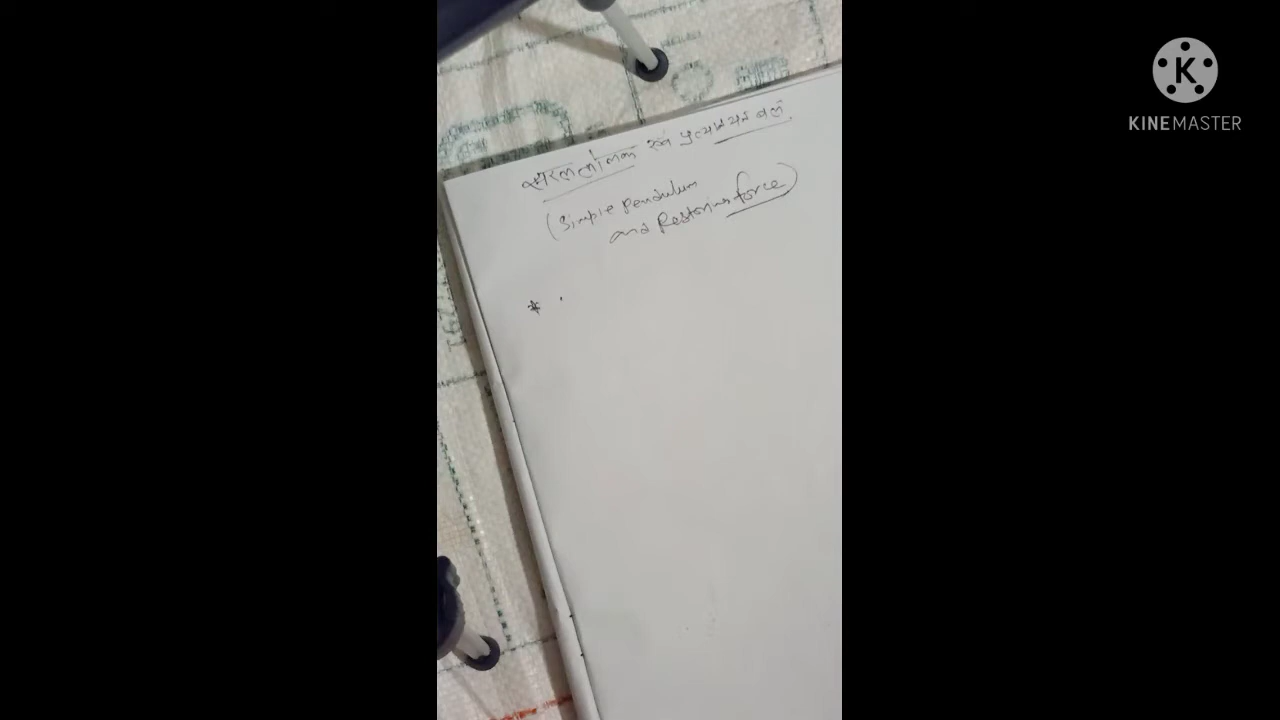 सरल लोलक एवं प्रत्यानयन बल
(Simple Pendulum
and Restoring force)
*
K
KINEMASTER